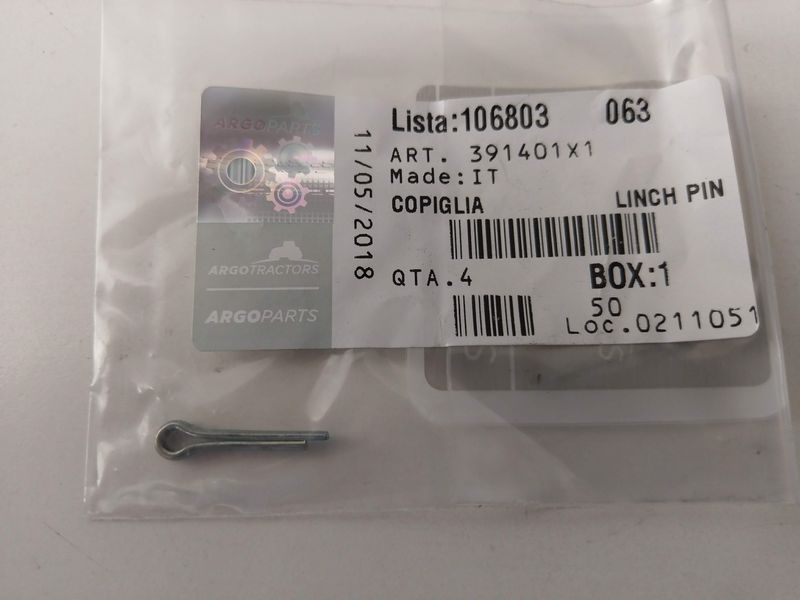 ARGOPARTS
ARGOTRACTORS
ARGOPARTS
11/05/2018
Lista:106803 063
ART. 391401X1
Made:IT
COPIGLIA LINCH PIN
QTA.4 BOX:1
50
Loc.0211051